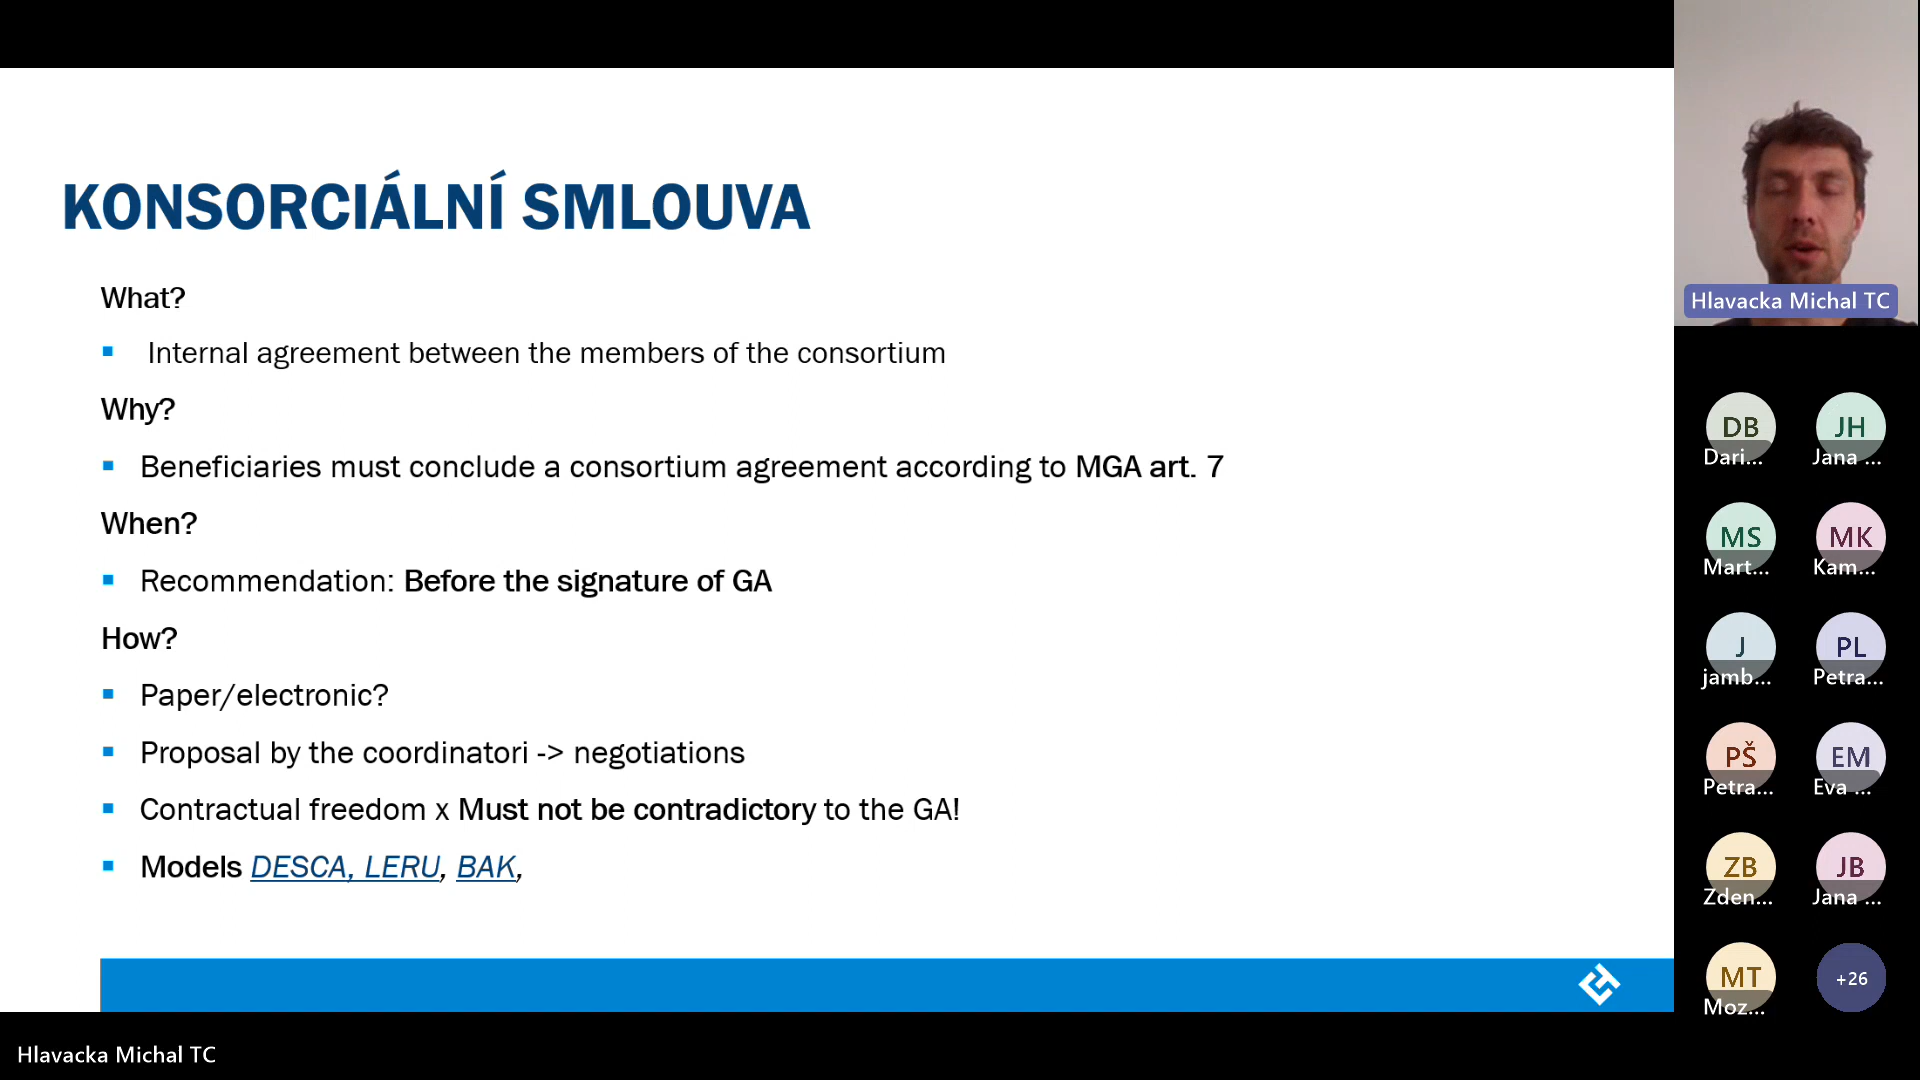 KONSORCIÁLNÍ SMLOUVA
What?
Internal agreement between the members of the consortium
Why?
Beneficiaries must conclude a consortium agreement according to MGA art. 7
When?
Recommendation: Before the signature of GA
How?
Paper/electronic?
Proposal by the coordinatori -> negotiations
Contractual freedom x Must not be contradictory to the GA!
Models DESCA, LERU, BAK,
Hlavacka Michal TC
DB
Dari...
JH
Jana ...
MS
Mart...
MK
Kam...
J
jamb...
PL
Petra...
PŠ
Petra...
EM
Eva ...
ZB
Zden...
JB
Jana ...
MT
Moz...
+26
Hlavacka Michal TC